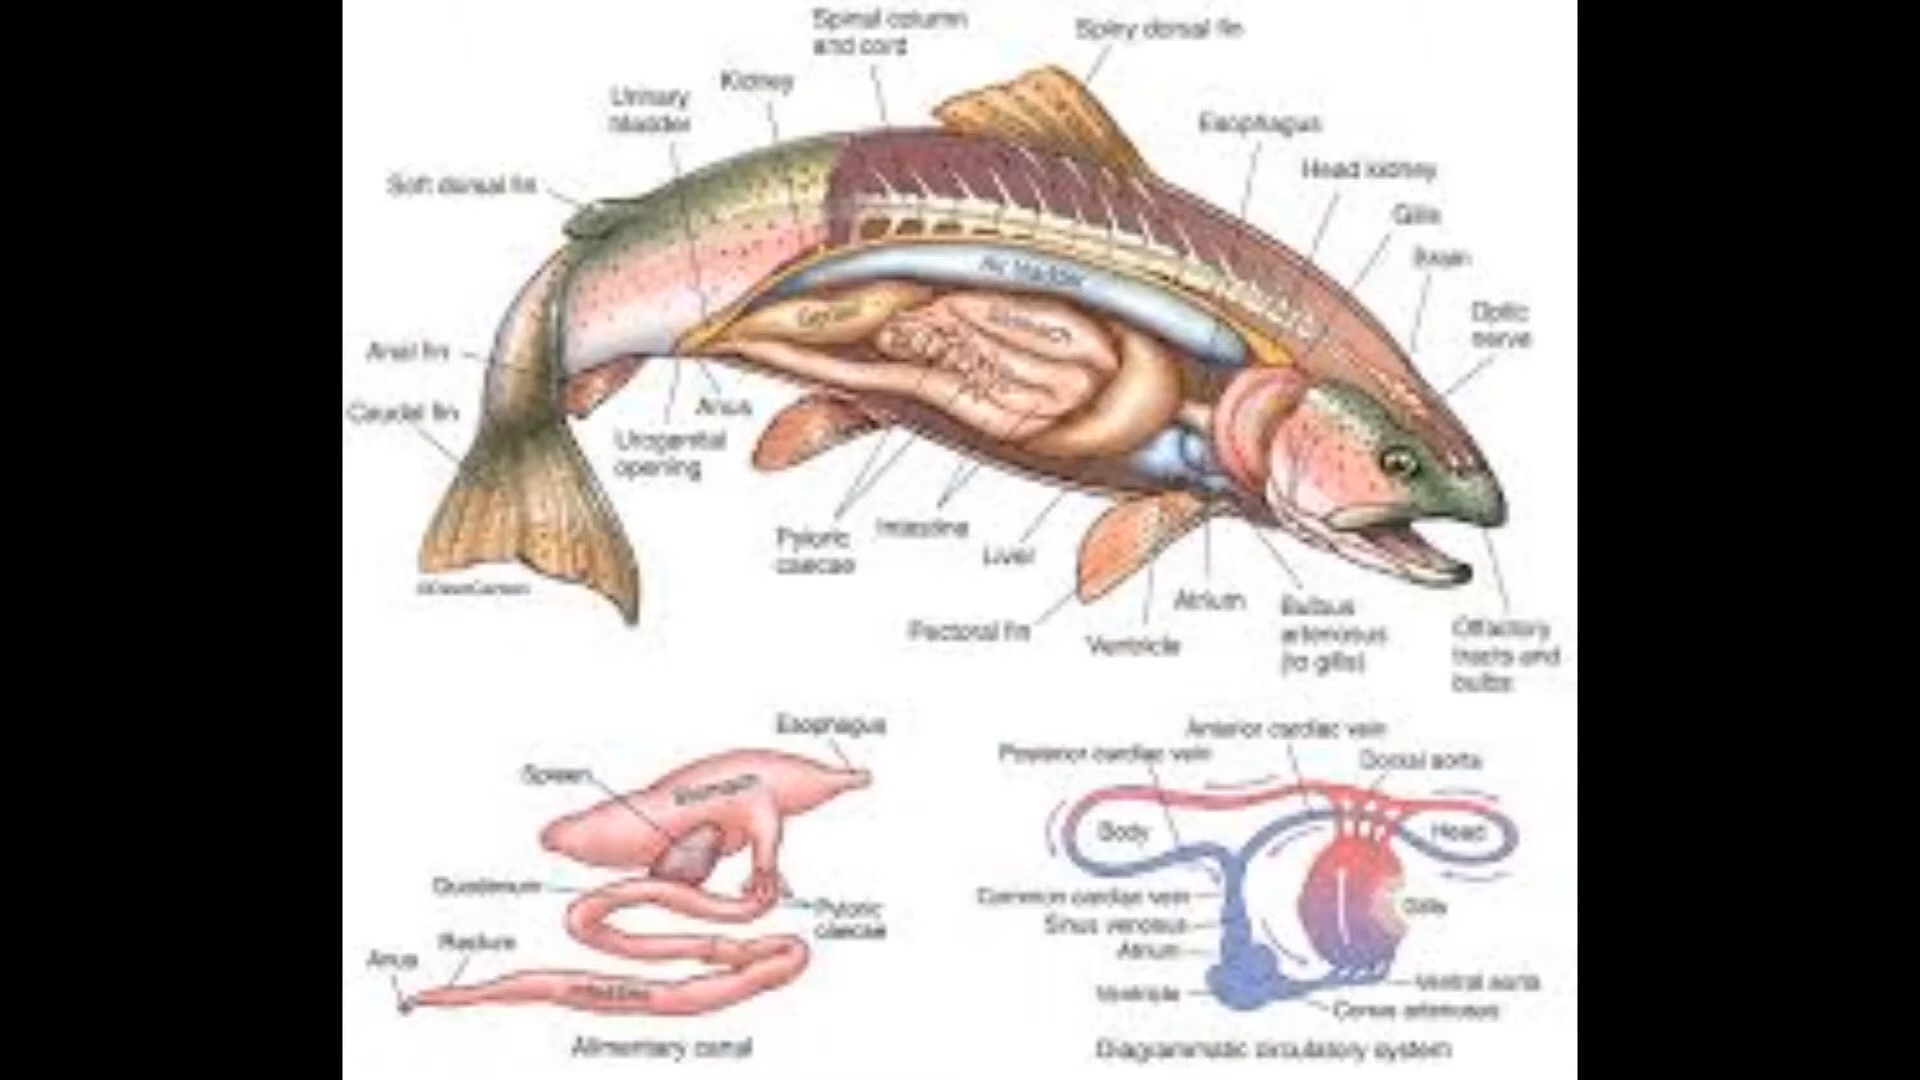 Spinal column
and cord
Spiny dorsal fin
Kidney
Urinary
bladder
Esophagus
Head kidney
Soft dorsal fin
Gills
Brain
Air bladder
Optic
nerve
Gonad
Stomach
Anal fin
Caudal fin
Anus
Urogenital
opening
Pyloric
caecae
Intestine
Liver
Atrium
Pectoral fin
Ventricle
Bulbus
arteriosus
(to gills)
Olfactory
tracts and
bulbs
Esophagus
Spleen
Stomach
Duodenum
Pyloric
caecae
Anus
Intestine
Alimentary canal
Anterior cardiac vein
Posterior cardiac vein
Dorsal aorta
Body
Head
Common cardiac vein
Sinus venosus
Gills
Atrium
Ventricle
Ventral aorta
Conus arteriosus
Diagrammatic circulatory system